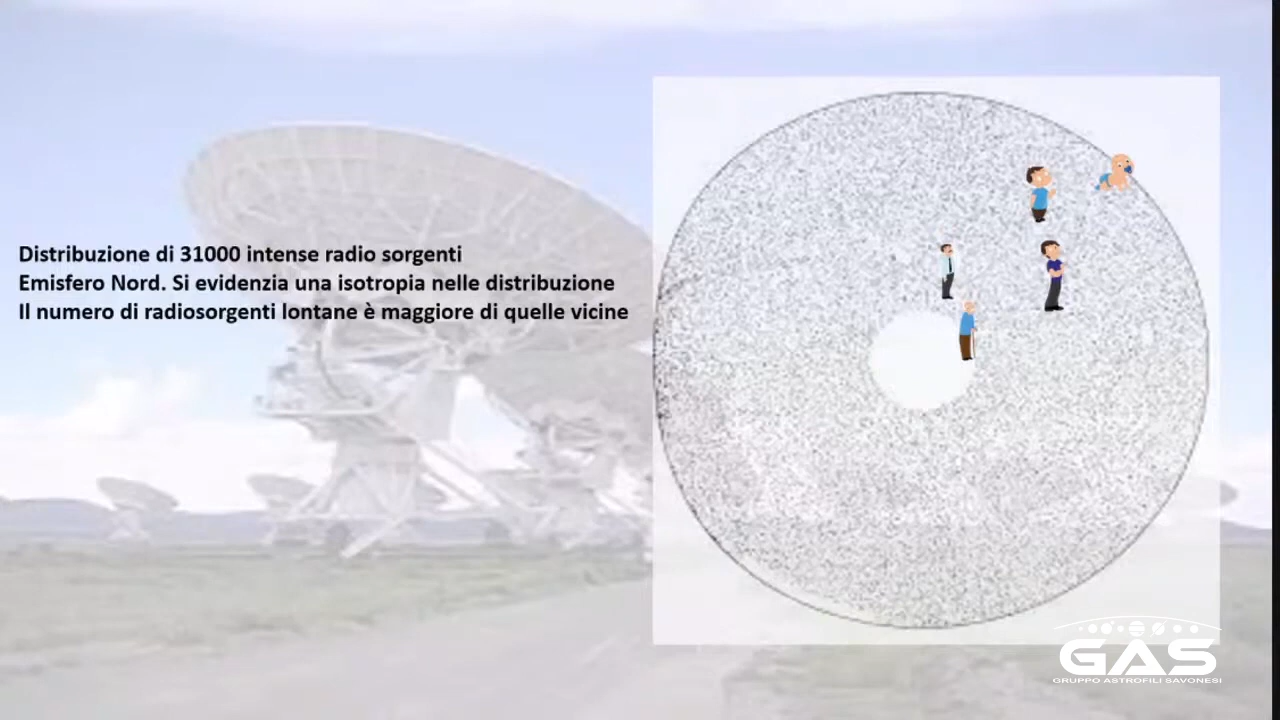 Distribuzione di 31000 intense radio sorgenti
Emisfero Nord. Si evidenzia una isotropia nelle distribuzione
Il numero di radiosorgenti lontane è maggiore di quelle vicine
GAS
GRUPPO ASTROFILI SAVONESI